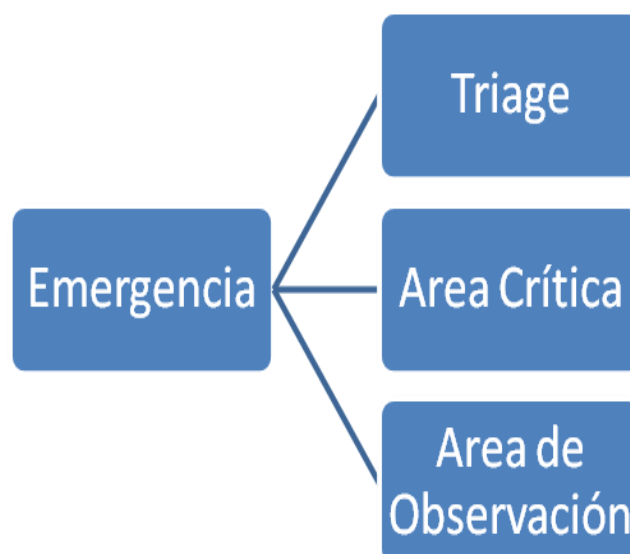 Triage
Emergencia
Area Crítica
Area de
Observación